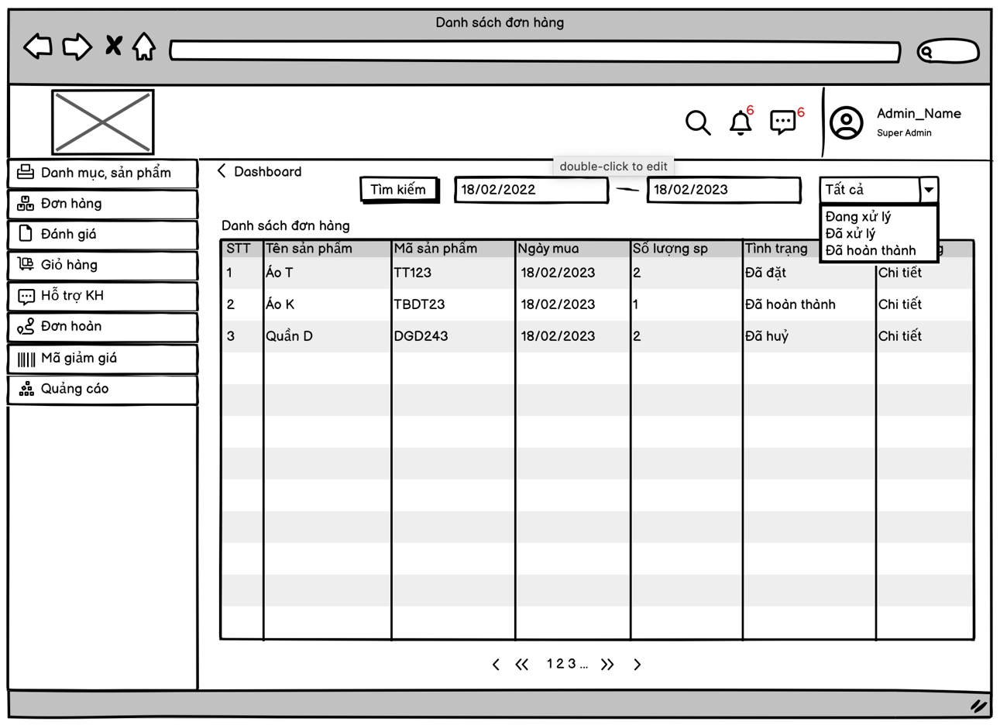 Danh sách đơn hàng
6
6
Admin_Name
Super Admin
Danh mục, sản phẩm
Đơn hàng
Đánh giá
Giỏ hàng
Hỗ trợ KH
Đơn hoàn
Mã giảm giá
Quảng cáo
Dashboard
double-click to edit
Tìm kiếm
18/02/2022
18/02/2023
Tất cả
Đang xử lý
Đã xử lý
Đã hoàn thành
Danh sách đơn hàng
STT Tên sản phẩm Mã sản phẩm Ngày mua Số lượng sp Tình trạng
1 Áo T TT123 18/02/2023 2 Đã đặt Chi tiết
2 Áo K TBDT23 18/02/2023 1 Đã hoàn thành Chi tiết
3 Quần D DGD243 18/02/2023 2 Đã huỷ Chi tiết
1 2 3 ...